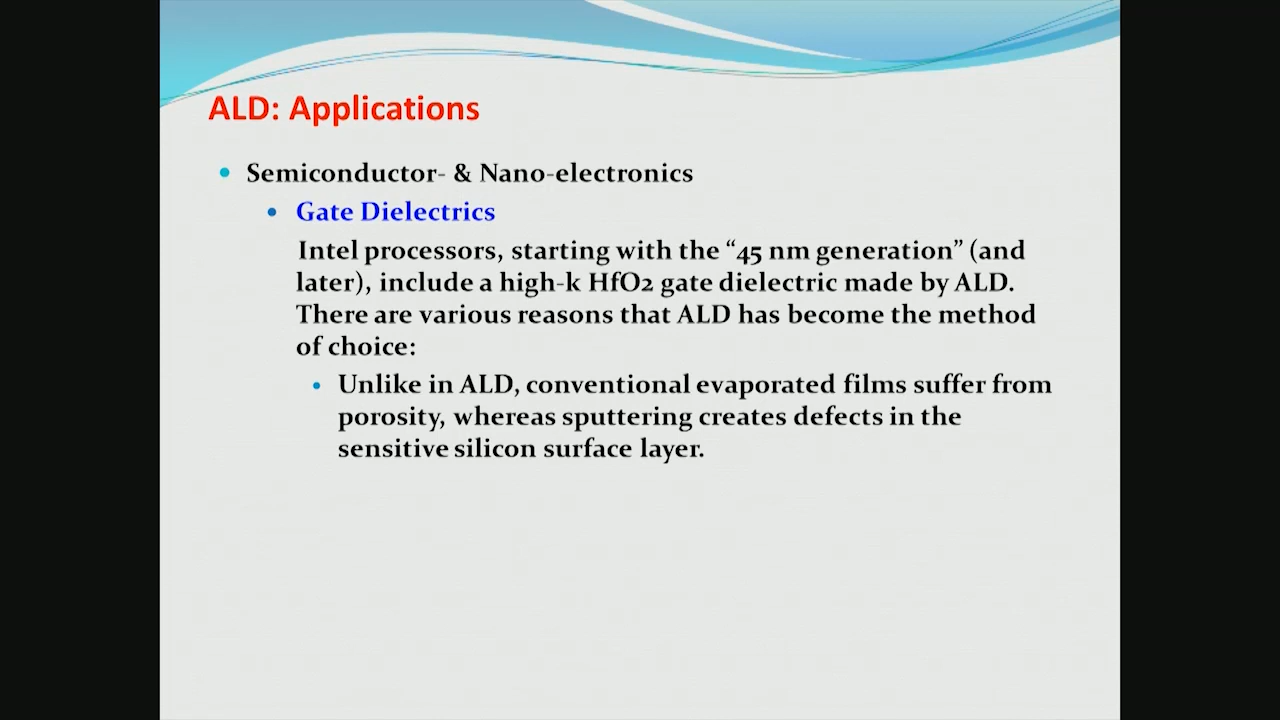 ALD: Applications
• Semiconductor- & Nano-electronics
• Gate Dielectrics
Intel processors, starting with the “45 nm generation” (and
later), include a high-k HfO2 gate dielectric made by ALD.
There are various reasons that ALD has become the method
of choice:
• Unlike in ALD, conventional evaporated films suffer from
porosity, whereas sputtering creates defects in the
sensitive silicon surface layer.